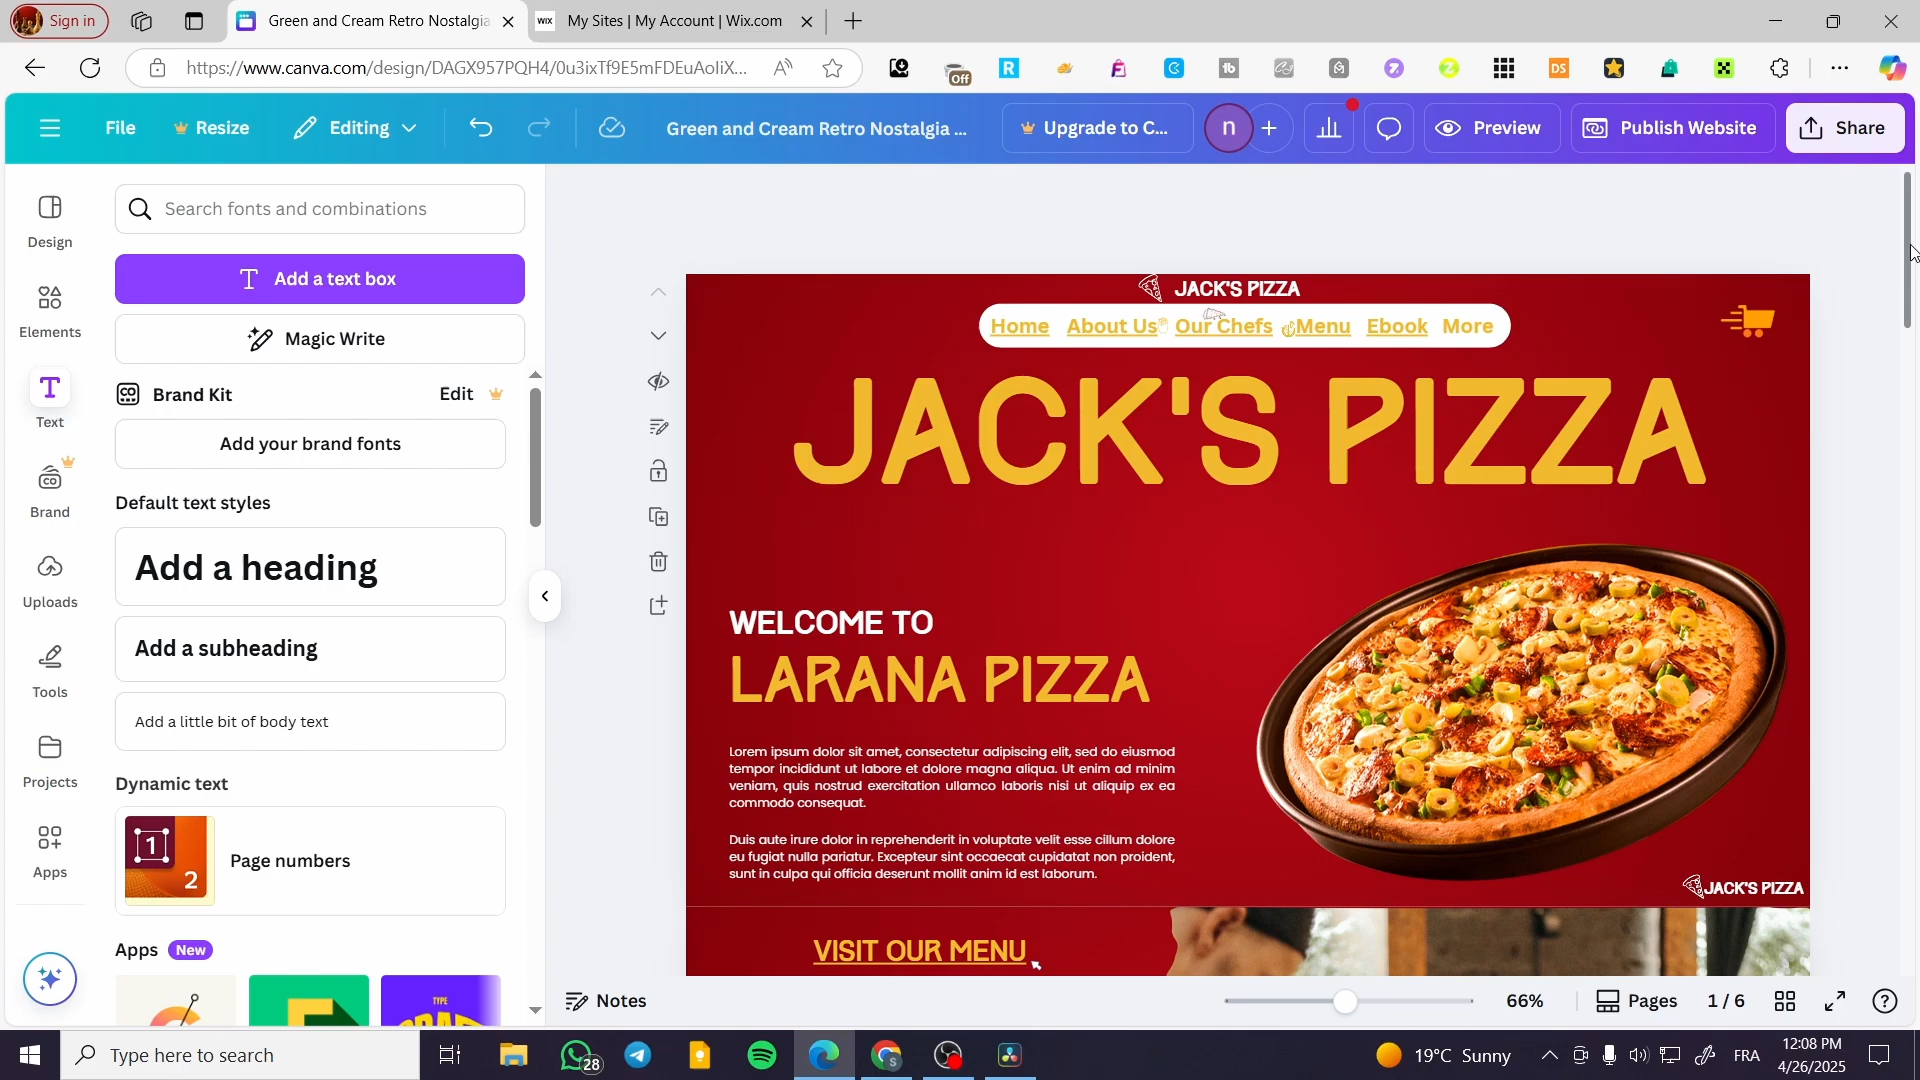 Sign in
Green and Cream Retro Nostalgia
WIX My Sites | My Account | Wix.com
https://www.canva.com/design/DAGX957PQH4/0u3ixTf9E5mFDEuAoliX...
Off
File
Resize
Editing
Green and Cream Retro Nostalgia ...
Upgrade to C...
n
Preview
Publish Website
Share
Design
Elements
Text
Brand
Uploads
Tools
Projects
Apps
Search fonts and combinations
Add a text box
Magic Write
Brand Kit
Edit
Add your brand fonts
Default text styles
Add a heading
Add a subheading
Add a little bit of body text
Dynamic text
1
2
Page numbers
Apps New
TYPE
JACK'S PIZZA
Home About Us Our Chefs Menu Ebook More
JACK'S PIZZA
WELCOME TO
LARANA PIZZA
Lorem ipsum dolor sit amet, consectetur adipiscing elit, sed do eiusmod
tempor incididunt ut labore et dolore magna aliqua. Ut enim ad minim
veniam, quis nostrud exercitation ullamco laboris nisi ut aliquip ex ea
commodo consequat.
Duis aute irure dolor in reprehenderit in voluptate velit esse cillum dolore
eu fugiat nulla pariatur. Excepteur sint occaecat cupidatat non proident,
sunt in culpa qui officia deserunt mollit anim id est laborum.
JACK'S PIZZA
VISIT OUR MENU
Notes
66%
Pages
1 / 6
Type here to search
28
19°C Sunny
FRA
12:08 PM
4/26/2025